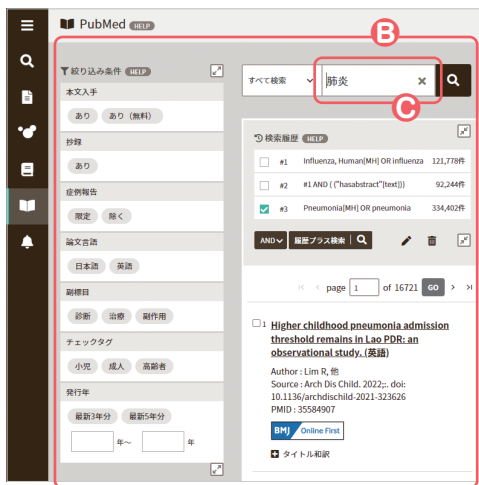 PubMed HELP
B
絞り込み条件 HELP
本文入手
あり あり（無料）
抄録
あり
症例報告
限定 除く
論文言語
日本語 英語
副標目
診断 治療 副作用
チェックタグ
小児 成人 高齢者
発行年
最新3年分 最新5年分
年～ 年
すべて検索 肺炎 ×
C
検索履歴 HELP
#1 Influenza, Human[MH] OR influenza 121,778件
#2 #1 AND ( ("hasabstract"[text])) 92,244件
#3 Pneumonia[MH] OR pneumonia 334,402件
AND 履歴プラス検索
page 1 of 16721 GO
1 Higher childhood pneumonia admission
threshold remains in Lao PDR: an
observational study. (英語)
Author : Lim R, 他
Source : Arch Dis Child. 2022;:. doi:
10.1136/archdischild-2021-323626
PMID : 35584907
BMJ Online First
タイトル和訳